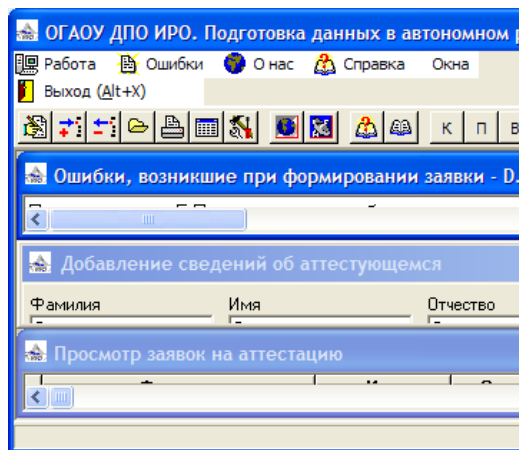 ОГАОУ ДПО ИРО. Подготовка данных в автономном
Работа Ошибки О нас Справка Окна
Выход (Alt+X)
К П В
Ошибки, возникшие при формировании заявки - D.
Добавление сведений об аттестующемся
Фамилия Имя Отчество
Просмотр заявок на аттестацию